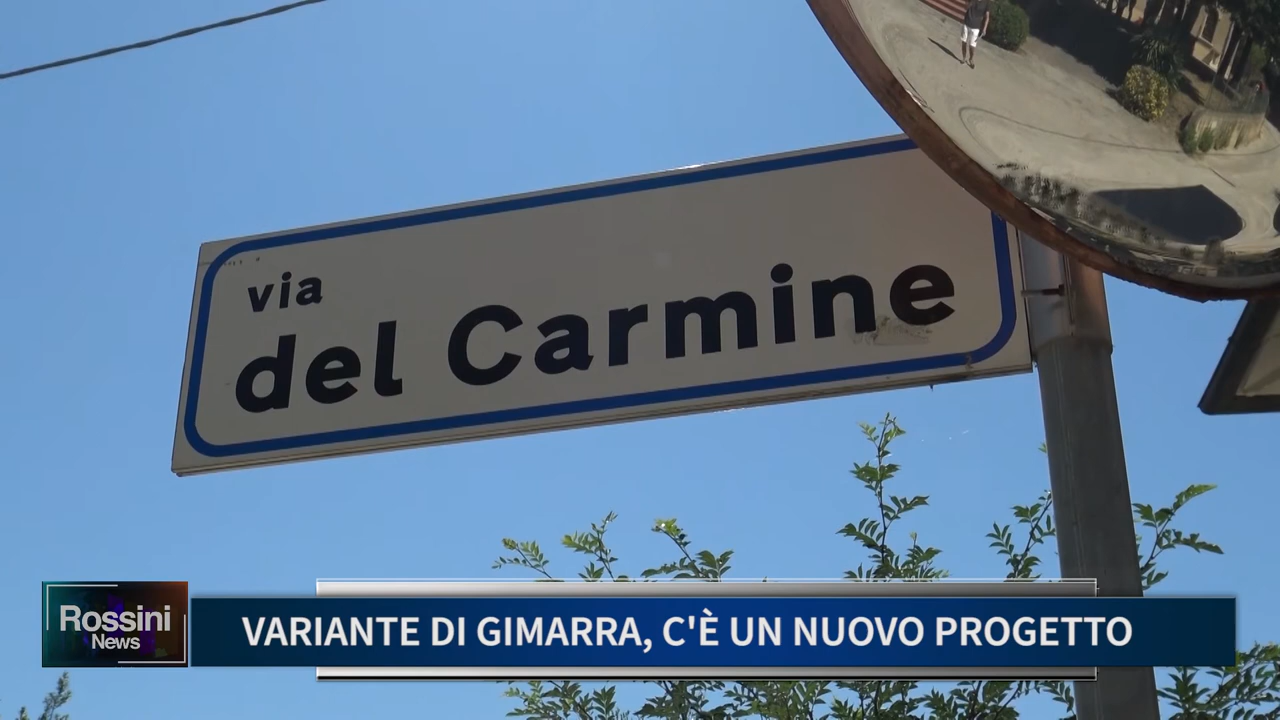 via
del Carmine
Rossini
News
VARIANTE DI GIMARRA, C'È UN NUOVO PROGETTO